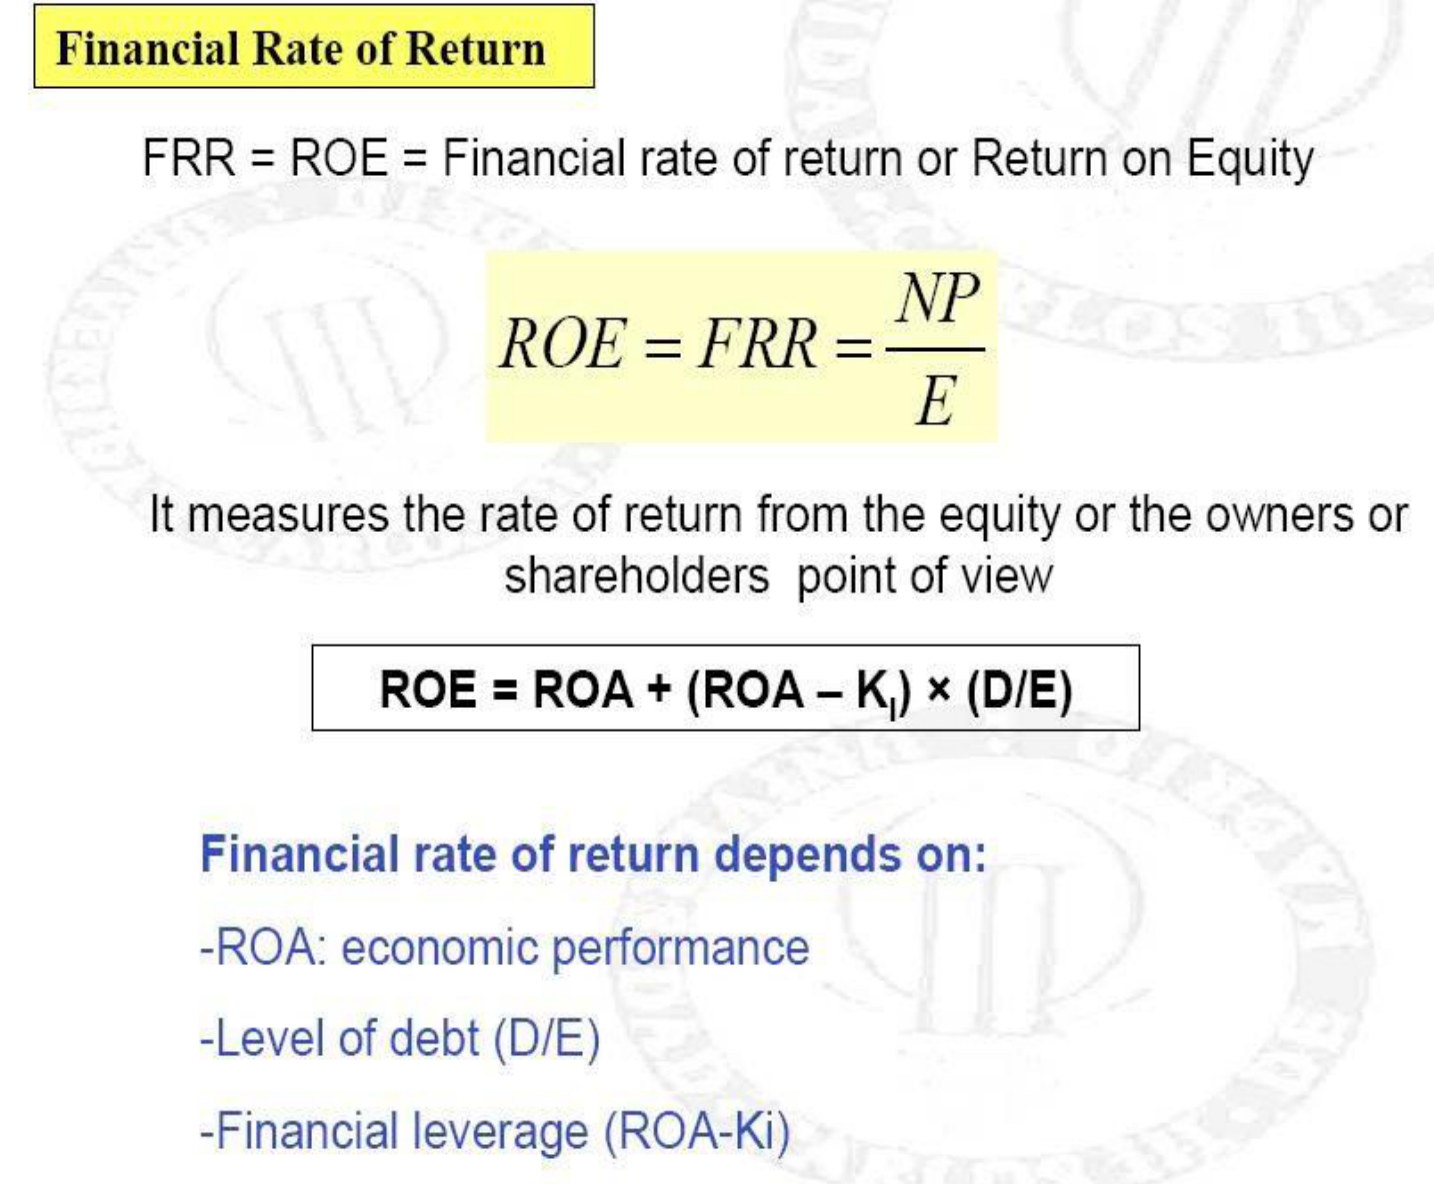 Financial Rate of Return
FRR = ROE = Financial rate of return or Return on Equity
ROE = FRR = NP / E
It measures the rate of return from the equity or the owners or
shareholders point of view
ROE = ROA + (ROA – K_I) × (D/E)
Financial rate of return depends on:
-ROA: economic performance
-Level of debt (D/E)
-Financial leverage (ROA-Ki)